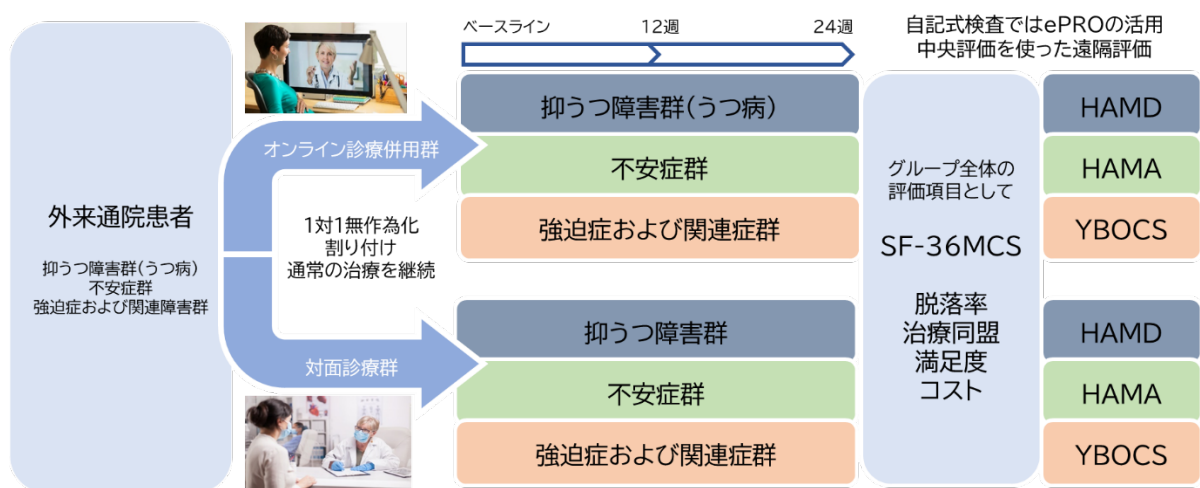 外来通院患者
抑うつ障害群(うつ病)
不安症群
強迫症および関連障害群
オンライン診療併用群
1対1無作為化
割り付け
通常の治療を継続
対面診療群
ベースライン
12週
24週
抑うつ障害群(うつ病)
不安症群
強迫症および関連症群
抑うつ障害群
不安症群
強迫症および関連症群
自記式検査ではePROの活用
中央評価を使った遠隔評価
グループ全体の
評価項目として
SF-36MCS
脱落率
治療同盟
満足度
コスト
HAMD
HAMA
YBOCS
HAMD
HAMA
YBOCS